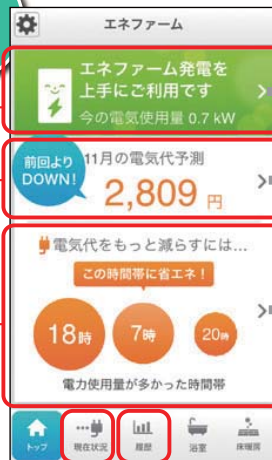 エネファーム
エネファーム発電を
上手にご利用です
今の電気使用量 0.7 kW
前回より
DOWN!
11月の電気代予測
2,809 円
電気代をもっと減らすには…
この時間帯に省エネ！
18時
7時
20時
電力使用量が多かった時間帯
トップ
現在状況
履歴
浴室
床暖房